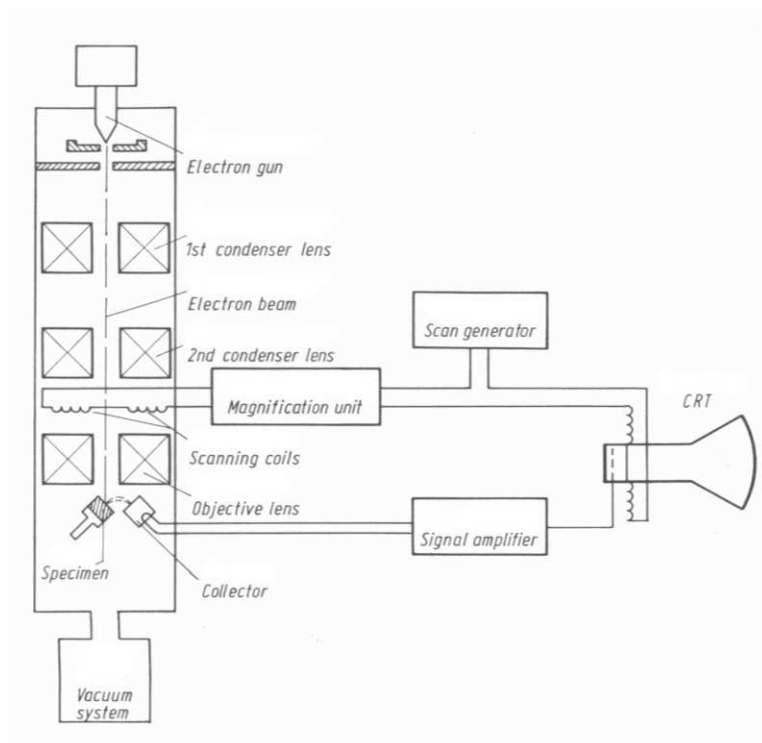 Electron gun
1st condenser lens
Electron beam
Scan generator
2nd condenser lens
Magnification unit
CRT
Scanning coils
Objective lens
Signal amplifier
Specimen
Collector
Vacuum
system